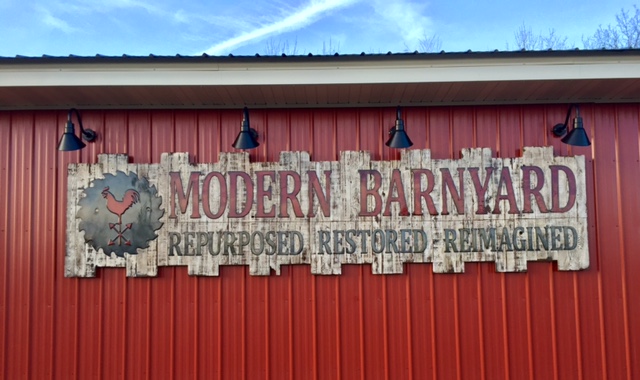 MODERN BARNYARD
REPURPOSED RESTORED REIMAGINED